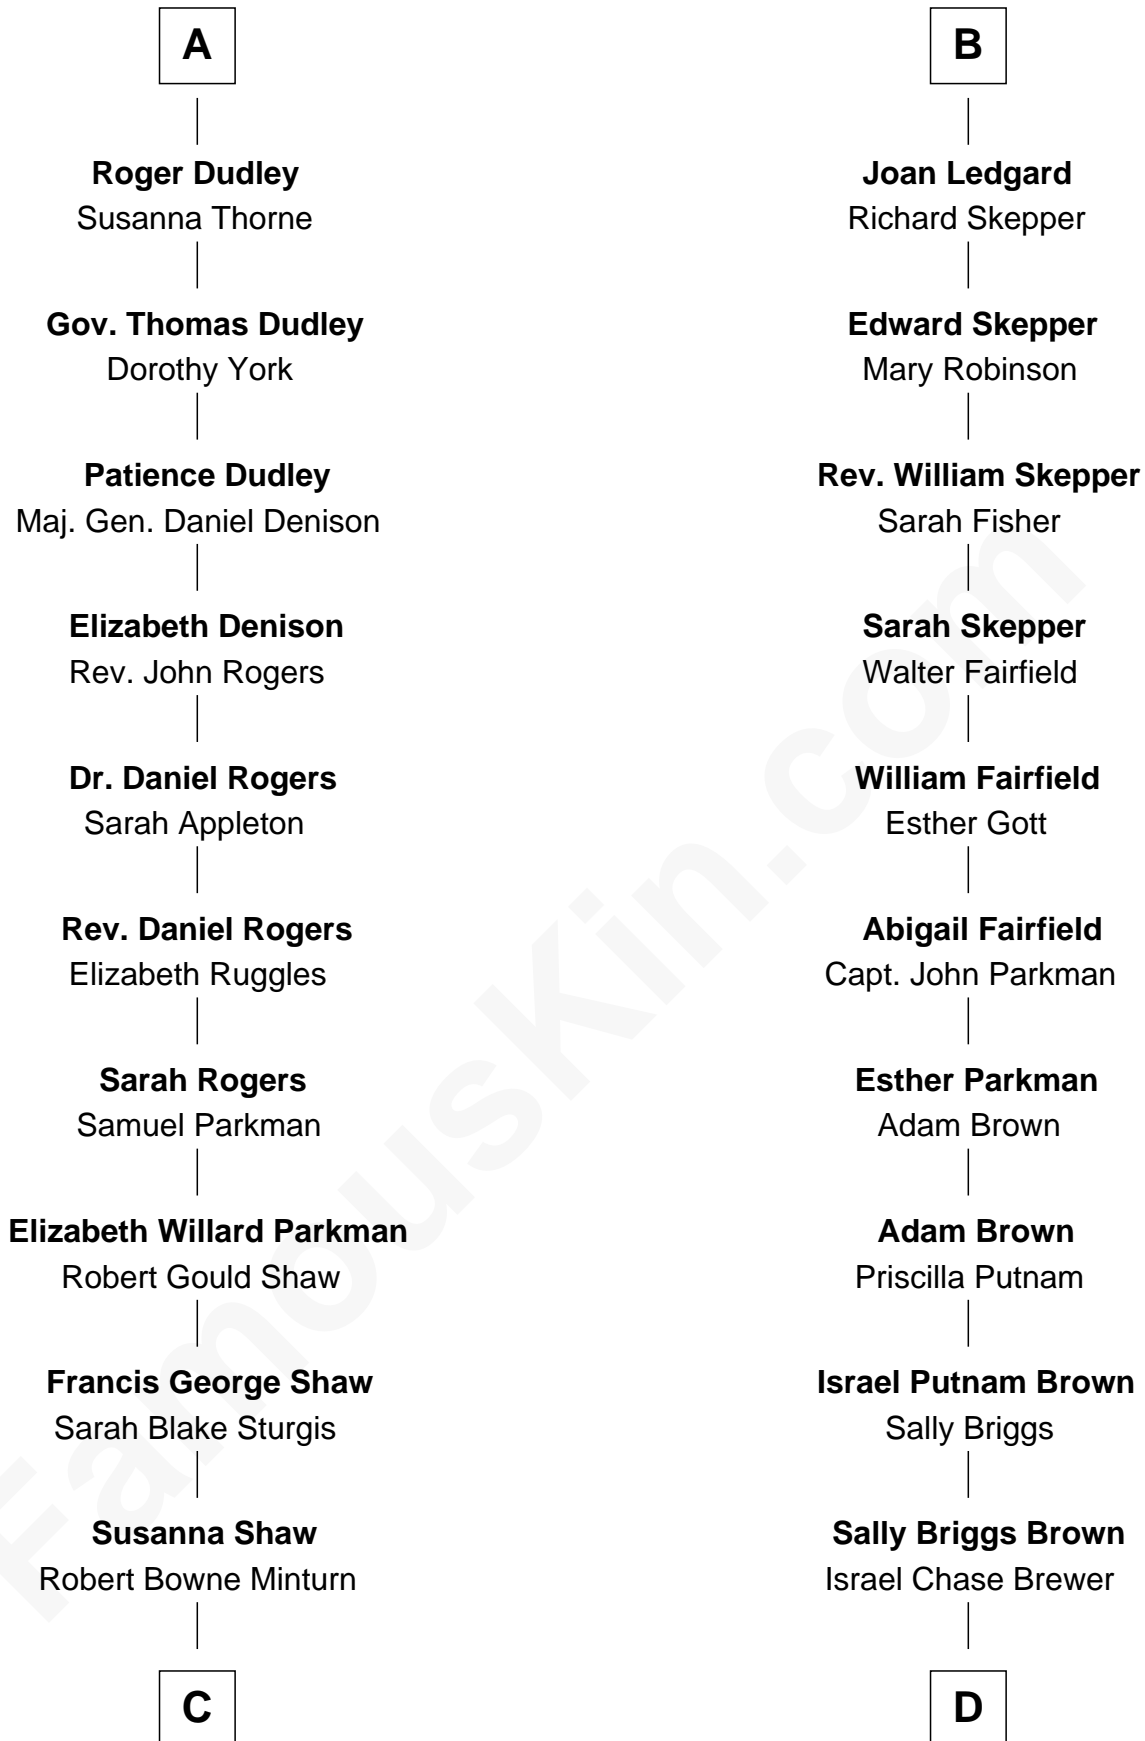 A
Roger Dudley
Susanna Thorne
Gov. Thomas Dudley
Dorothy York
Patience Dudley
Maj. Gen. Daniel Denison
Elizabeth Denison
Rev. John Rogers
Dr. Daniel Rogers
Sarah Appleton
Rev. Daniel Rogers
Elizabeth Ruggles
Sarah Rogers
Samuel Parkman
Elizabeth Willard Parkman
Robert Gould Shaw
Francis George Shaw
Sarah Blake Sturgis
Susanna Shaw
Robert Bowne Minturn
C
B
Joan Ledgard
Richard Skepper
Edward Skepper
Mary Robinson
Rev. William Skepper
Sarah Fisher
Sarah Skepper
Walter Fairfield
William Fairfield
Esther Gott
Abigail Fairfield
Capt. John Parkman
Esther Parkman
Adam Brown
Adam Brown
Priscilla Putnam
Israel Putnam Brown
Sally Briggs
Sally Briggs Brown
Israel Chase Brewer
D
FamousKin.com